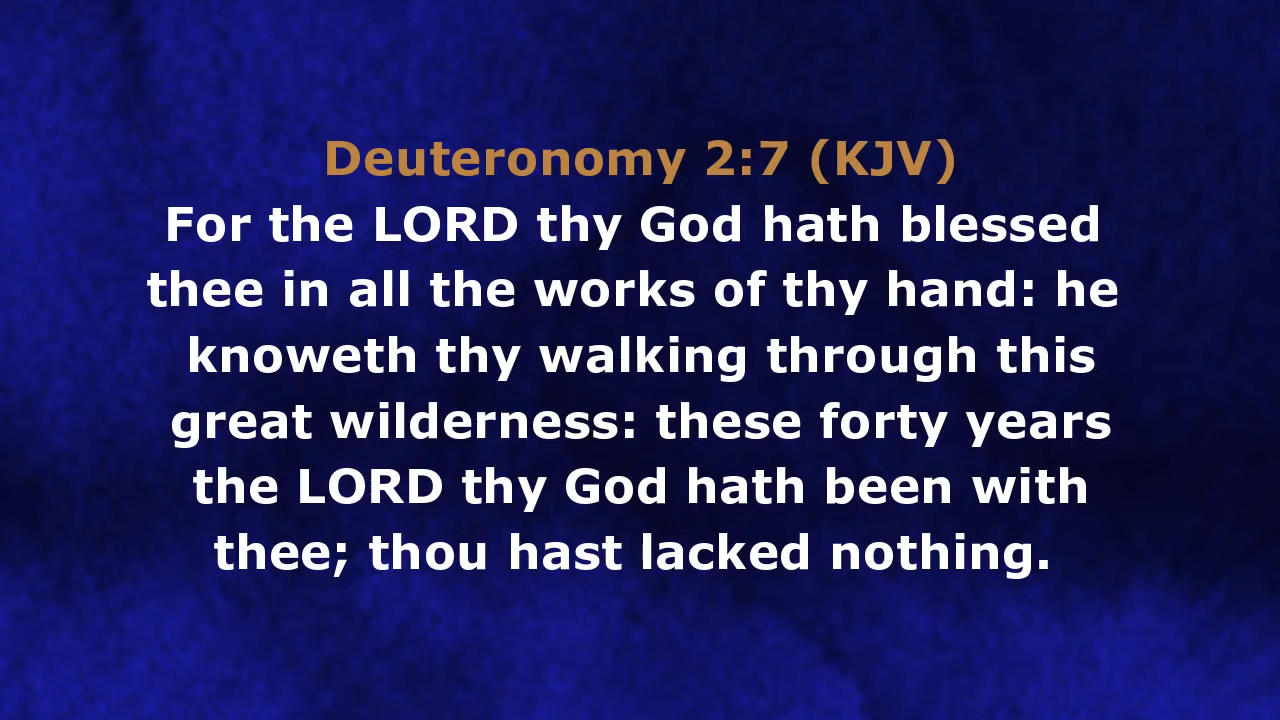 Deuteronomy 2:7 (KJV)
For the LORD thy God hath blessed
thee in all the works of thy hand: he
knoweth thy walking through this
great wilderness: these forty years
the LORD thy God hath been with
thee; thou hast lacked nothing.